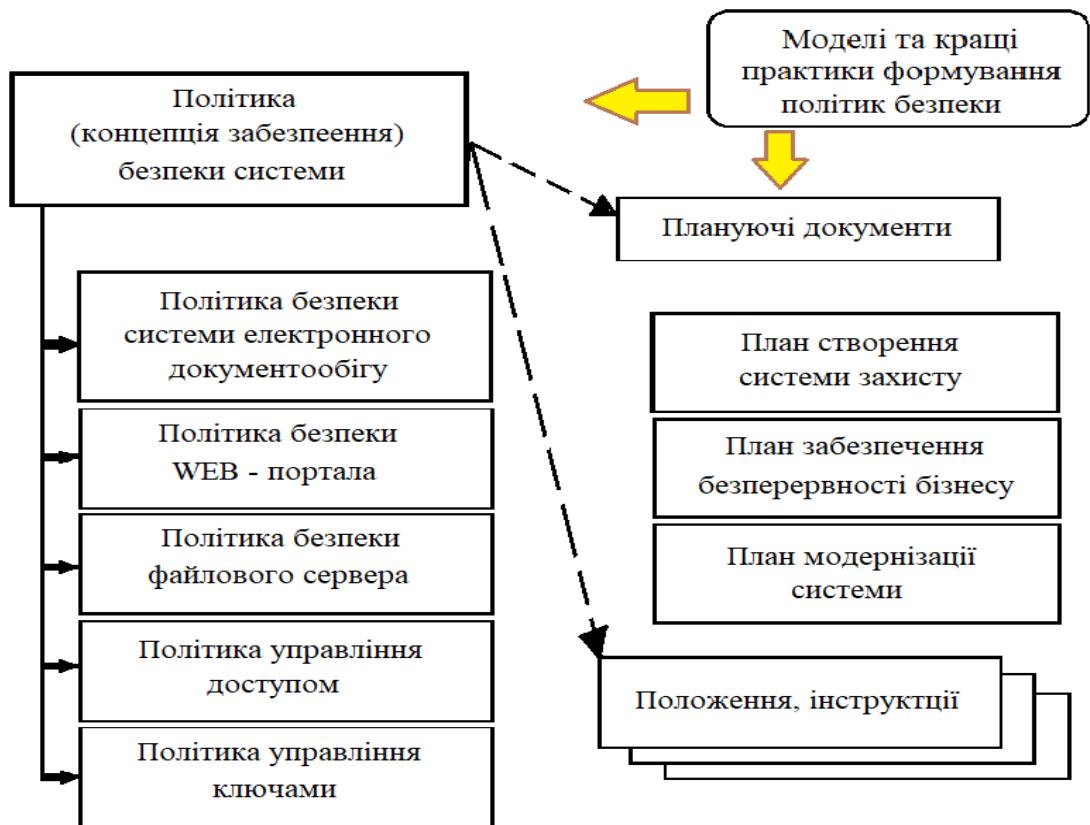 Моделі та кращі
практики формування
політик безпеки
Політика
(концепція забезпеення)
безпеки системи
Плануючі документи
Політика безпеки
системи електронного
документообігу
Політика безпеки
WEB - портала
Політика безпеки
файлового сервера
Політика управління
доступом
Політика управління
ключами
План створення
системи захисту
План забезпечення
безперервності бізнесу
План модернізації
системи
Положення, інструктції